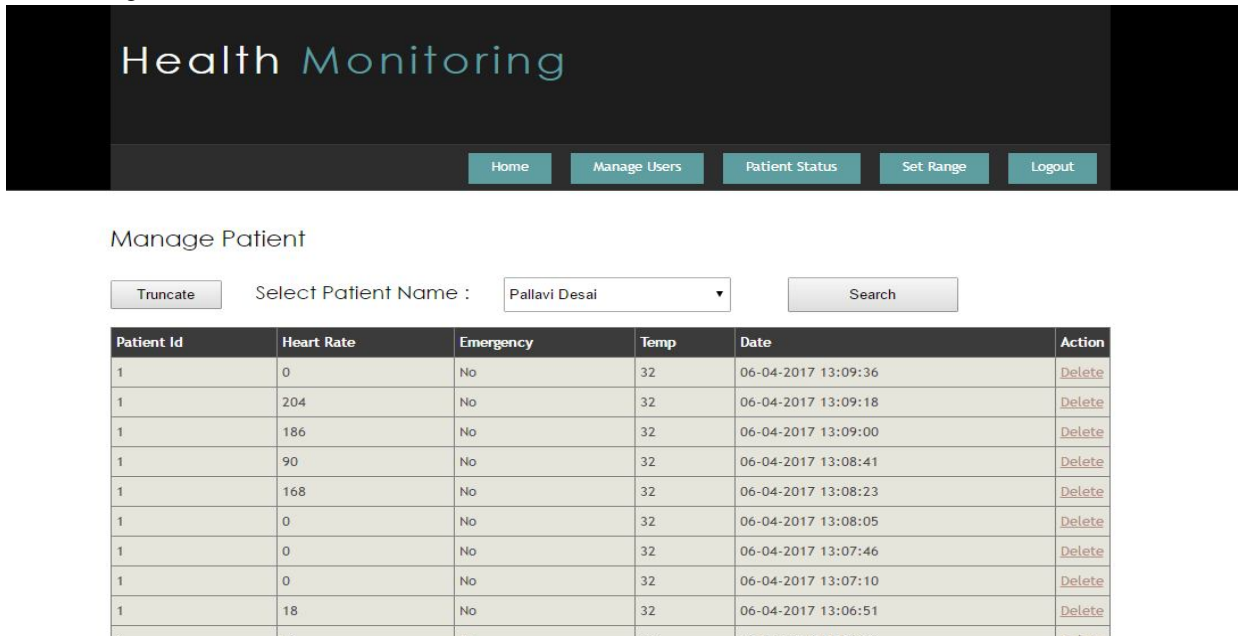 Health Monitoring
Home Manage Users Patient Status Set Range Logout
Manage Patient
Truncate Select Patient Name : Pallavi Desai Search
Patient Id Heart Rate Emergency Temp Date Action
1 0 No 32 06-04-2017 13:09:36 Delete
1 204 No 32 06-04-2017 13:09:18 Delete
1 186 No 32 06-04-2017 13:09:00 Delete
1 90 No 32 06-04-2017 13:08:41 Delete
1 168 No 32 06-04-2017 13:08:23 Delete
1 0 No 32 06-04-2017 13:08:05 Delete
1 0 No 32 06-04-2017 13:07:46 Delete
1 0 No 32 06-04-2017 13:07:10 Delete
1 18 No 32 06-04-2017 13:06:51 Delete